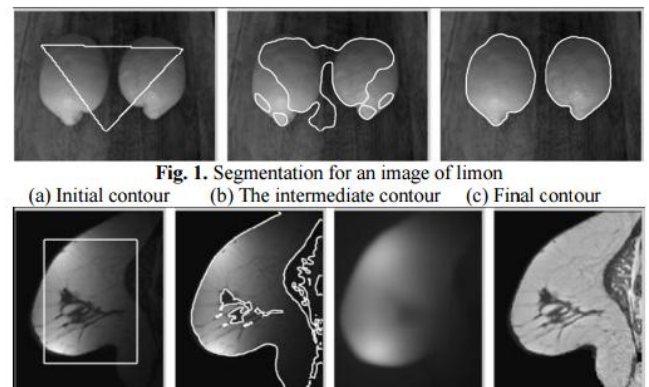 Fig. 1. Segmentation for an image of limon
(a) Initial contour (b) The intermediate contour (c) Final contour